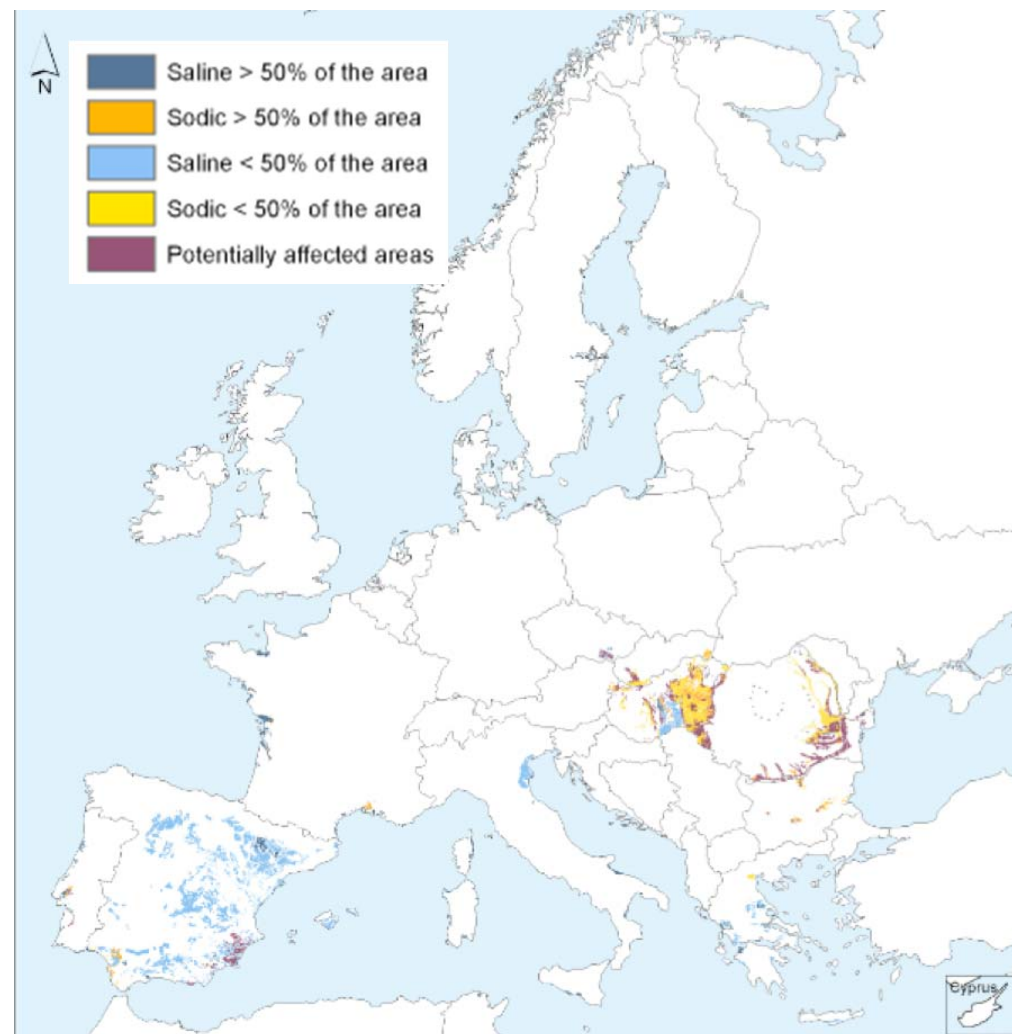 N
Saline > 50% of the area
Sodic > 50% of the area
Saline < 50% of the area
Sodic < 50% of the area
Potentially affected areas
Cyprus